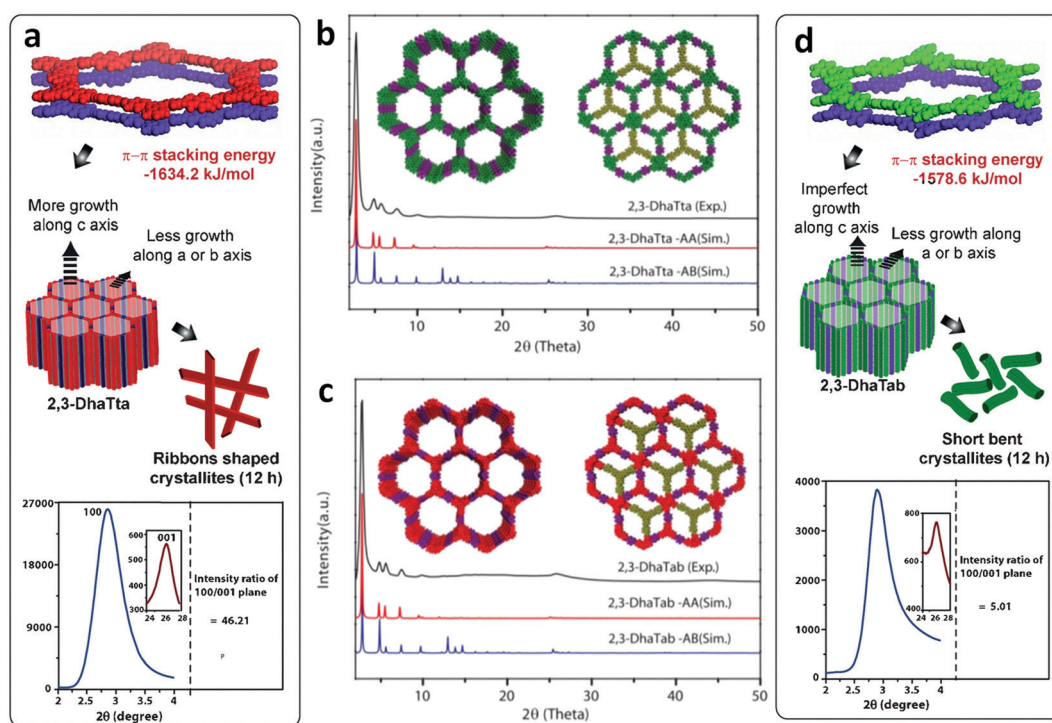 a
π–π stacking energy
-1634.2 kJ/mol
More growth
along c axis
Less growth
along a or b axis
2,3-DhaTta
Ribbons shaped
crystallites (12 h)
27000
18000
9000
0
100
600
500
400
300
001
24 26 28
Intensity ratio of
100/001 plane
= 46.21
P
2 2.5 3 3.5 4
2θ (degree)
b
Intensity(a.u.)
2,3-DhaTta (Exp.)
2,3-DhaTta -AA(Sim.)
2,3-DhaTta -AB(Sim.)
10 20 30 40 50
2θ (Theta)
c
Intensity(a.u.)
2,3-DhaTab (Exp.)
2,3-DhaTab -AA(Sim.)
2,3-DhaTab -AB(Sim.)
10 20 30 40 50
2θ (Theta)
d
π–π stacking energy
-1578.6 kJ/mol
Imperfect
growth
along c axis
Less growth along
a or b axis
2,3-DhaTab
Short bent
crystallites (12 h)
4000
3000
2000
1000
0
800
600
400
24 26 28
Intensity ratio of
100/001 plane
= 5.01
2 2.5 3 3.5 4
2θ (degree)